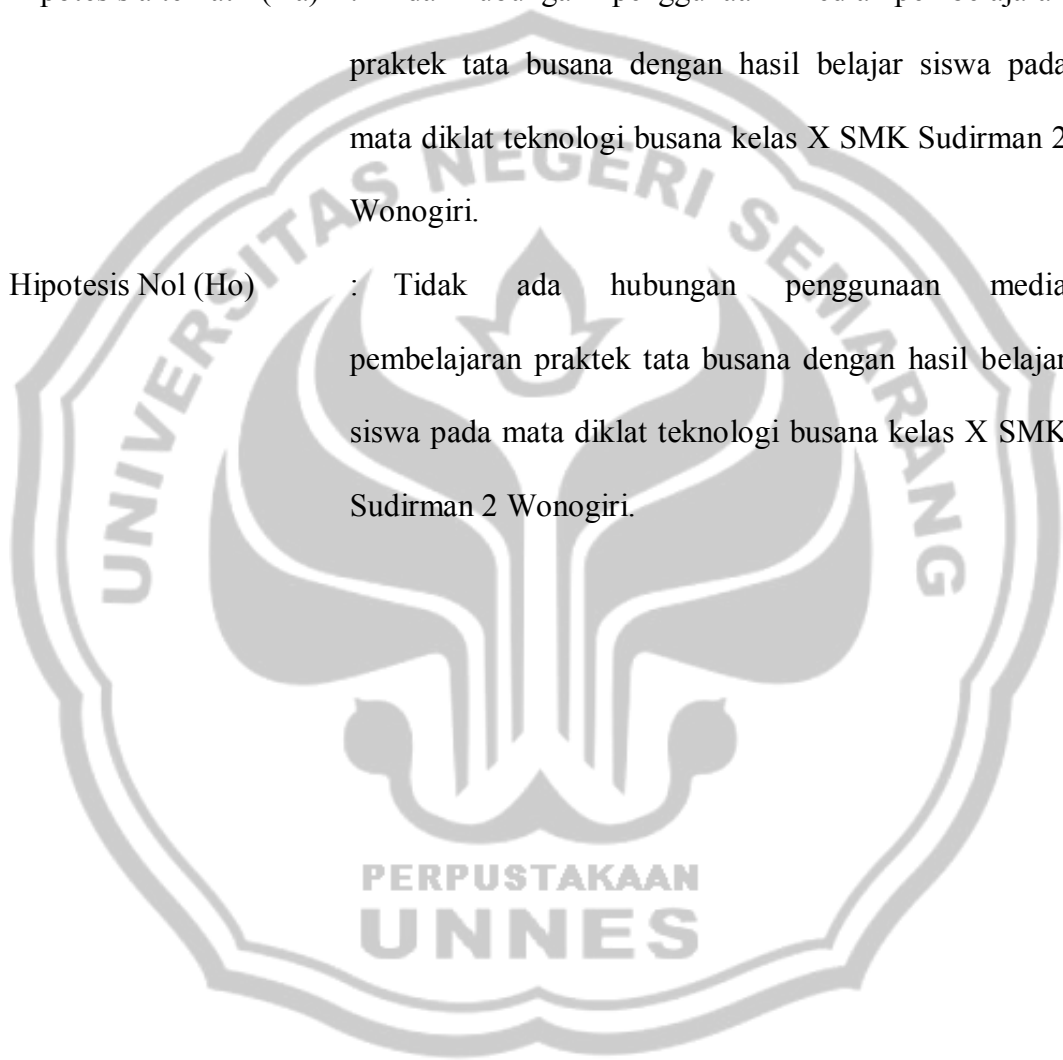 praktek tata busana dengan hasil belajar siswa pada
mata diklat teknologi busana kelas X SMK Sudirman 2
Wonogiri.
Hipotesis Nol (Ho) : Tidak ada hubungan penggunaan media
pembelajaran praktek tata busana dengan hasil belajar
siswa pada mata diklat teknologi busana kelas X SMK
Sudirman 2 Wonogiri.
UNIVERSITAS NEGERI SEMARANG
PERPUSTAKAAN
UNNES